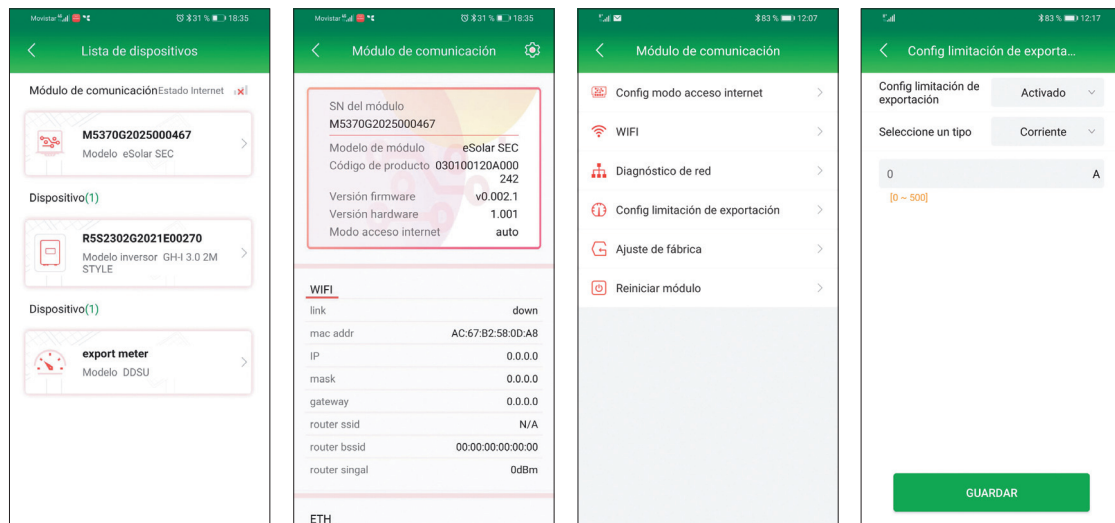 Movistar
31 %
18:35
Lista de dispositivos
Módulo de comunicación Estado Internet
M5370G2025000467
Modelo eSolar SEC
Dispositivo(1)
R5S2302G2021E00270
Modelo inversor GH-I 3.0 2M
STYLE
Dispositivo(1)
export meter
Modelo DDSU
Movistar
31 %
18:35
Módulo de comunicación
SN del módulo
M5370G2025000467
Modelo de módulo eSolar SEC
Código de producto 030100120A000
242
Versión firmware v0.002.1
Versión hardware 1.001
Modo acceso internet auto
WIFI
link down
mac addr AC:67:B2:58:0D:A8
IP 0.0.0.0
mask 0.0.0.0
gateway 0.0.0.0
router ssid N/A
router bssid 00:00:00:00:00:00
router singal 0dBm
ETH
83 %
12:07
Módulo de comunicación
Config modo acceso internet
WIFI
Diagnóstico de red
Config limitación de exportación
Ajuste de fábrica
Reiniciar módulo
83 %
12:17
Config limitación de exporta...
Config limitación de
exportación
Activado
Seleccione un tipo Corriente
0 A
[0 ~ 500]
GUARDAR